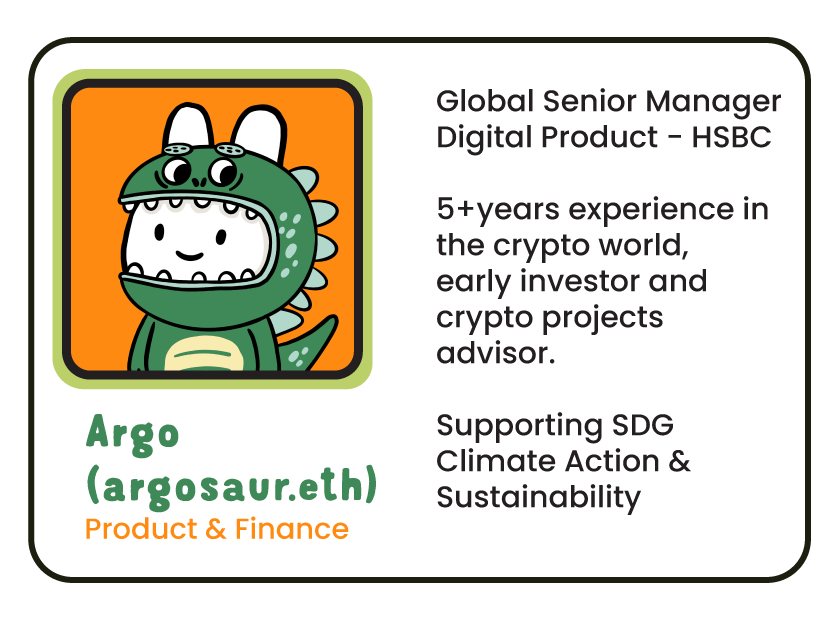 Global Senior Manager
Digital Product - HSBC
5+years experience in
the crypto world,
early investor and
crypto projects
advisor.
Supporting SDG
Climate Action &
Sustainability
Argo
(argosaur.eth)
Product & Finance